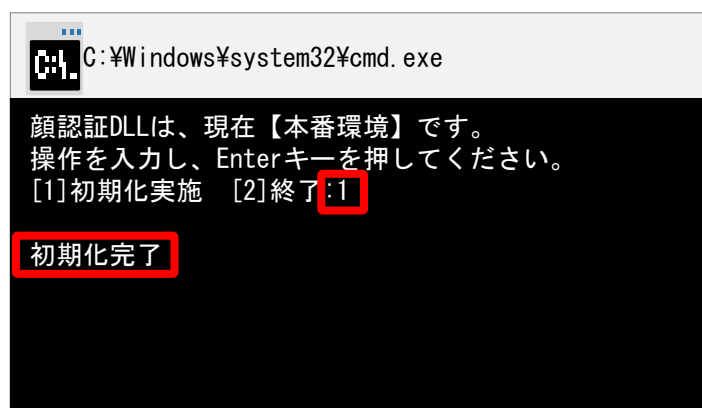 C:\
C:¥Windows¥system32¥cmd.exe
顔認証DLLは、現在【本番環境】です。
操作を入力し、Enterキーを押してください。
[1]初期化実施　[2]終了:1
初期化完了